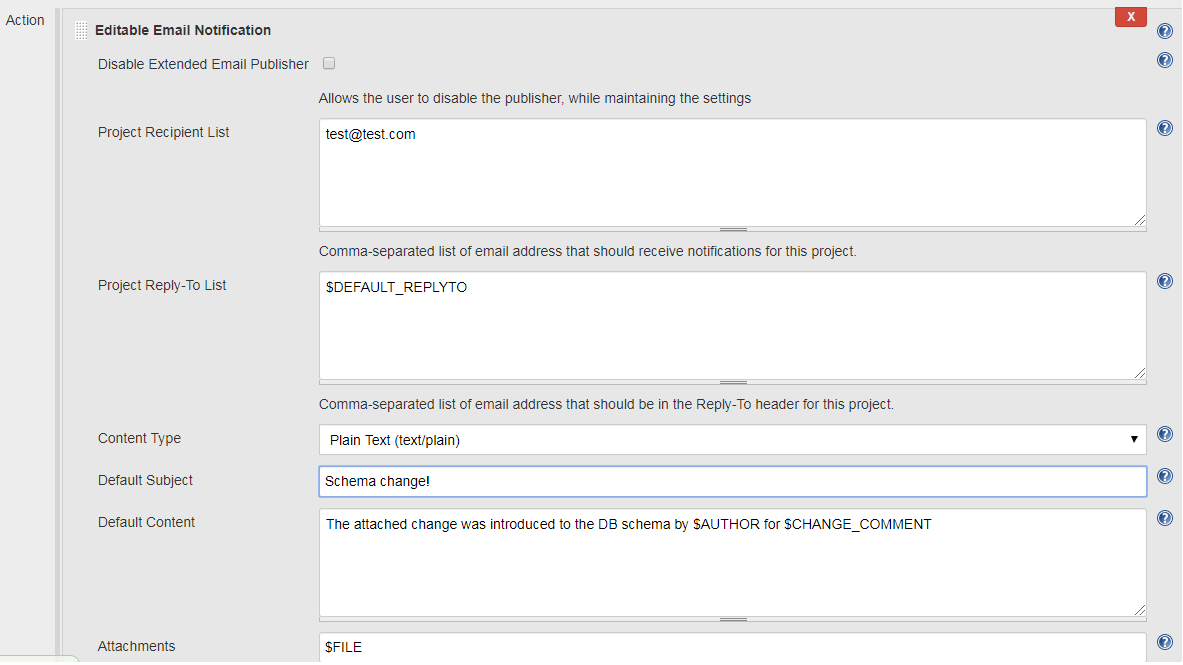 Action
Editable Email Notification
X
Disable Extended Email Publisher
Allows the user to disable the publisher, while maintaining the settings
Project Recipient List
test@test.com
Comma-separated list of email address that should receive notifications for this project.
Project Reply-To List
$DEFAULT_REPLYTO
Comma-separated list of email address that should be in the Reply-To header for this project.
Content Type
Plain Text (text/plain)
Default Subject
Schema change!
Default Content
The attached change was introduced to the DB schema by $AUTHOR for $CHANGE_COMMENT
Attachments
$FILE